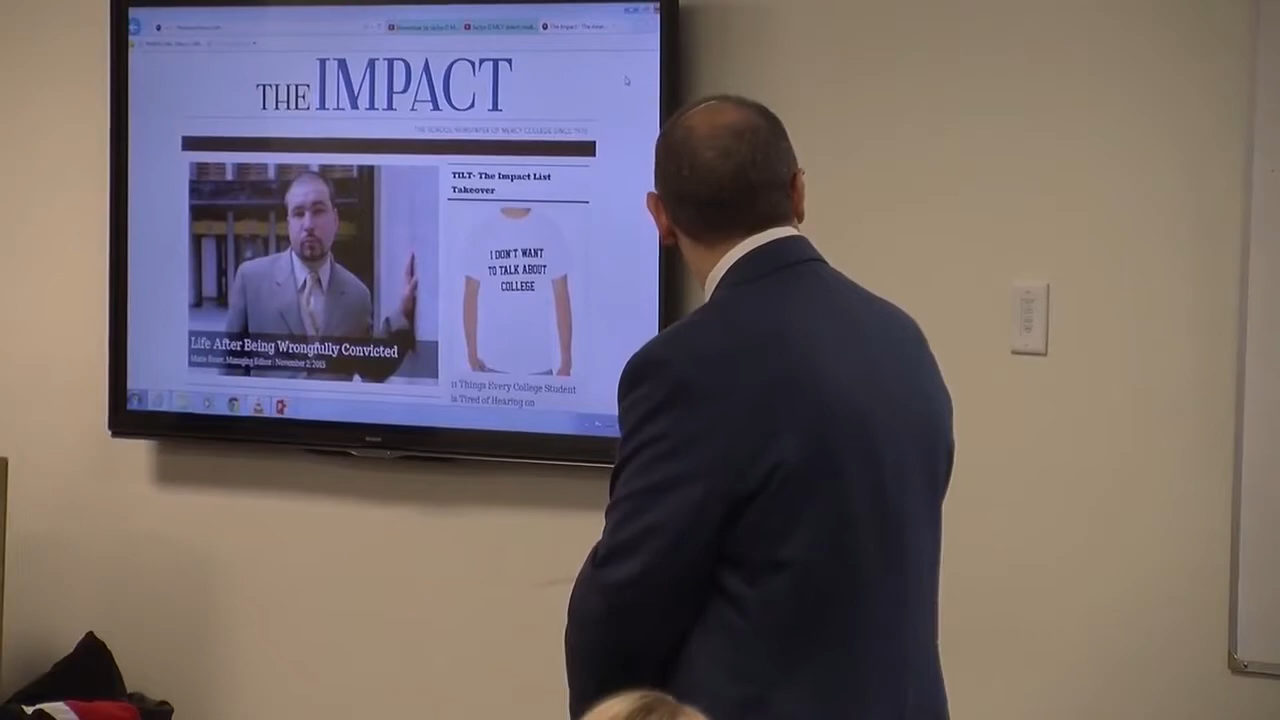 THE IMPACT
THE SCHOOL NEWSPAPER OF MERCY COLLEGE SINCE
TILT- The Impact List
Takeover
I DON'T WANT
TO TALK ABOUT
COLLEGE
Life After Being Wrongfully Convicted
Managing Editor | November 2, 2015
11 Things Every College Student
is Tired of Hearing on